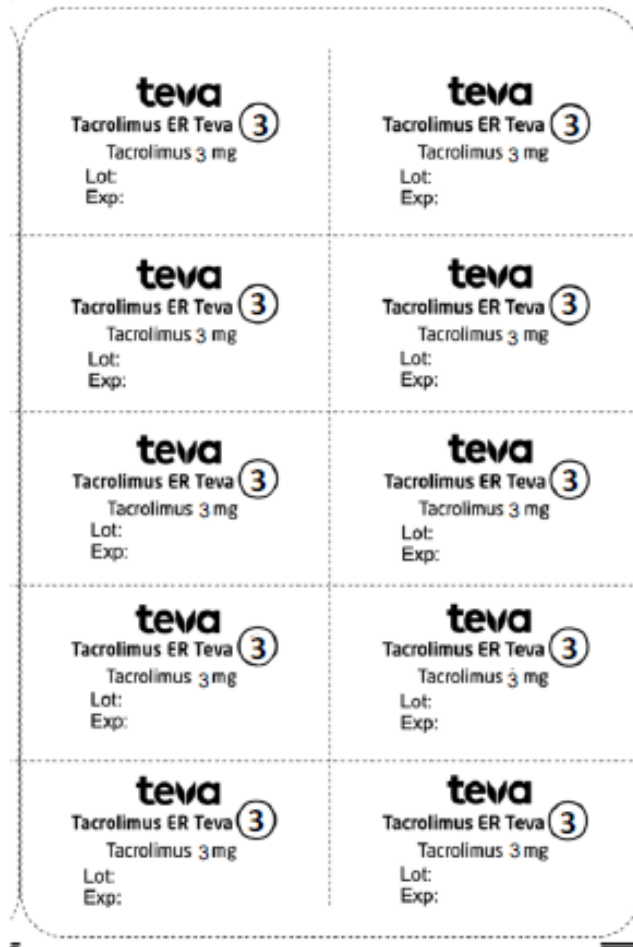 teva
Tacrolimus ER Teva 3
Tacrolimus 3 mg
Lot:
Exp:
teva
Tacrolimus ER Teva 3
Tacrolimus 3 mg
Lot:
Exp:
teva
Tacrolimus ER Teva 3
Tacrolimus 3 mg
Lot:
Exp:
teva
Tacrolimus ER Teva 3
Tacrolimus 3 mg
Lot:
Exp:
teva
Tacrolimus ER Teva 3
Tacrolimus 3 mg
Lot:
Exp:
teva
Tacrolimus ER Teva 3
Tacrolimus 3 mg
Lot:
Exp:
teva
Tacrolimus ER Teva 3
Tacrolimus 3 mg
Lot:
Exp:
teva
Tacrolimus ER Teva 3
Tacrolimus 3 mg
Lot:
Exp:
teva
Tacrolimus ER Teva 3
Tacrolimus 3 mg
Lot:
Exp:
teva
Tacrolimus ER Teva 3
Tacrolimus 3 mg
Lot:
Exp: